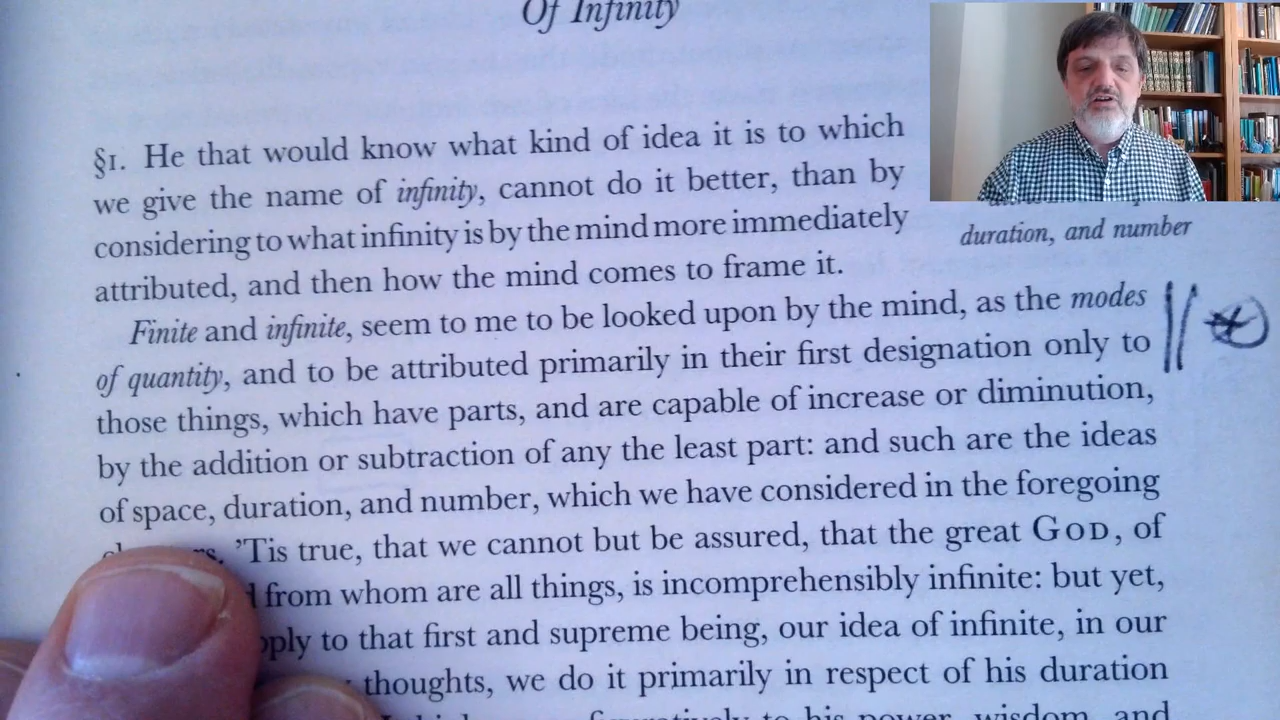 Of Infinity
§1. He that would know what kind of idea it is to which
we give the name of infinity, cannot do it better, than by
considering to what infinity is by the mind more immediately
duration, and number
attributed, and then how the mind comes to frame it.
Finite and infinite, seem to me to be looked upon by the mind, as the modes
of quantity, and to be attributed primarily in their first designation only to
those things, which have parts, and are capable of increase or diminution,
by the addition or subtraction of any the least part: and such are the ideas
of space, duration, and number, which we have considered in the foregoing
'Tis true, that we cannot but be assured, that the great GOD, of
from whom are all things, is incomprehensibly infinite: but yet,
to that first and supreme being, our idea of infinite, in our
thoughts, we do it primarily in respect of his duration
to his power, wisdom, and